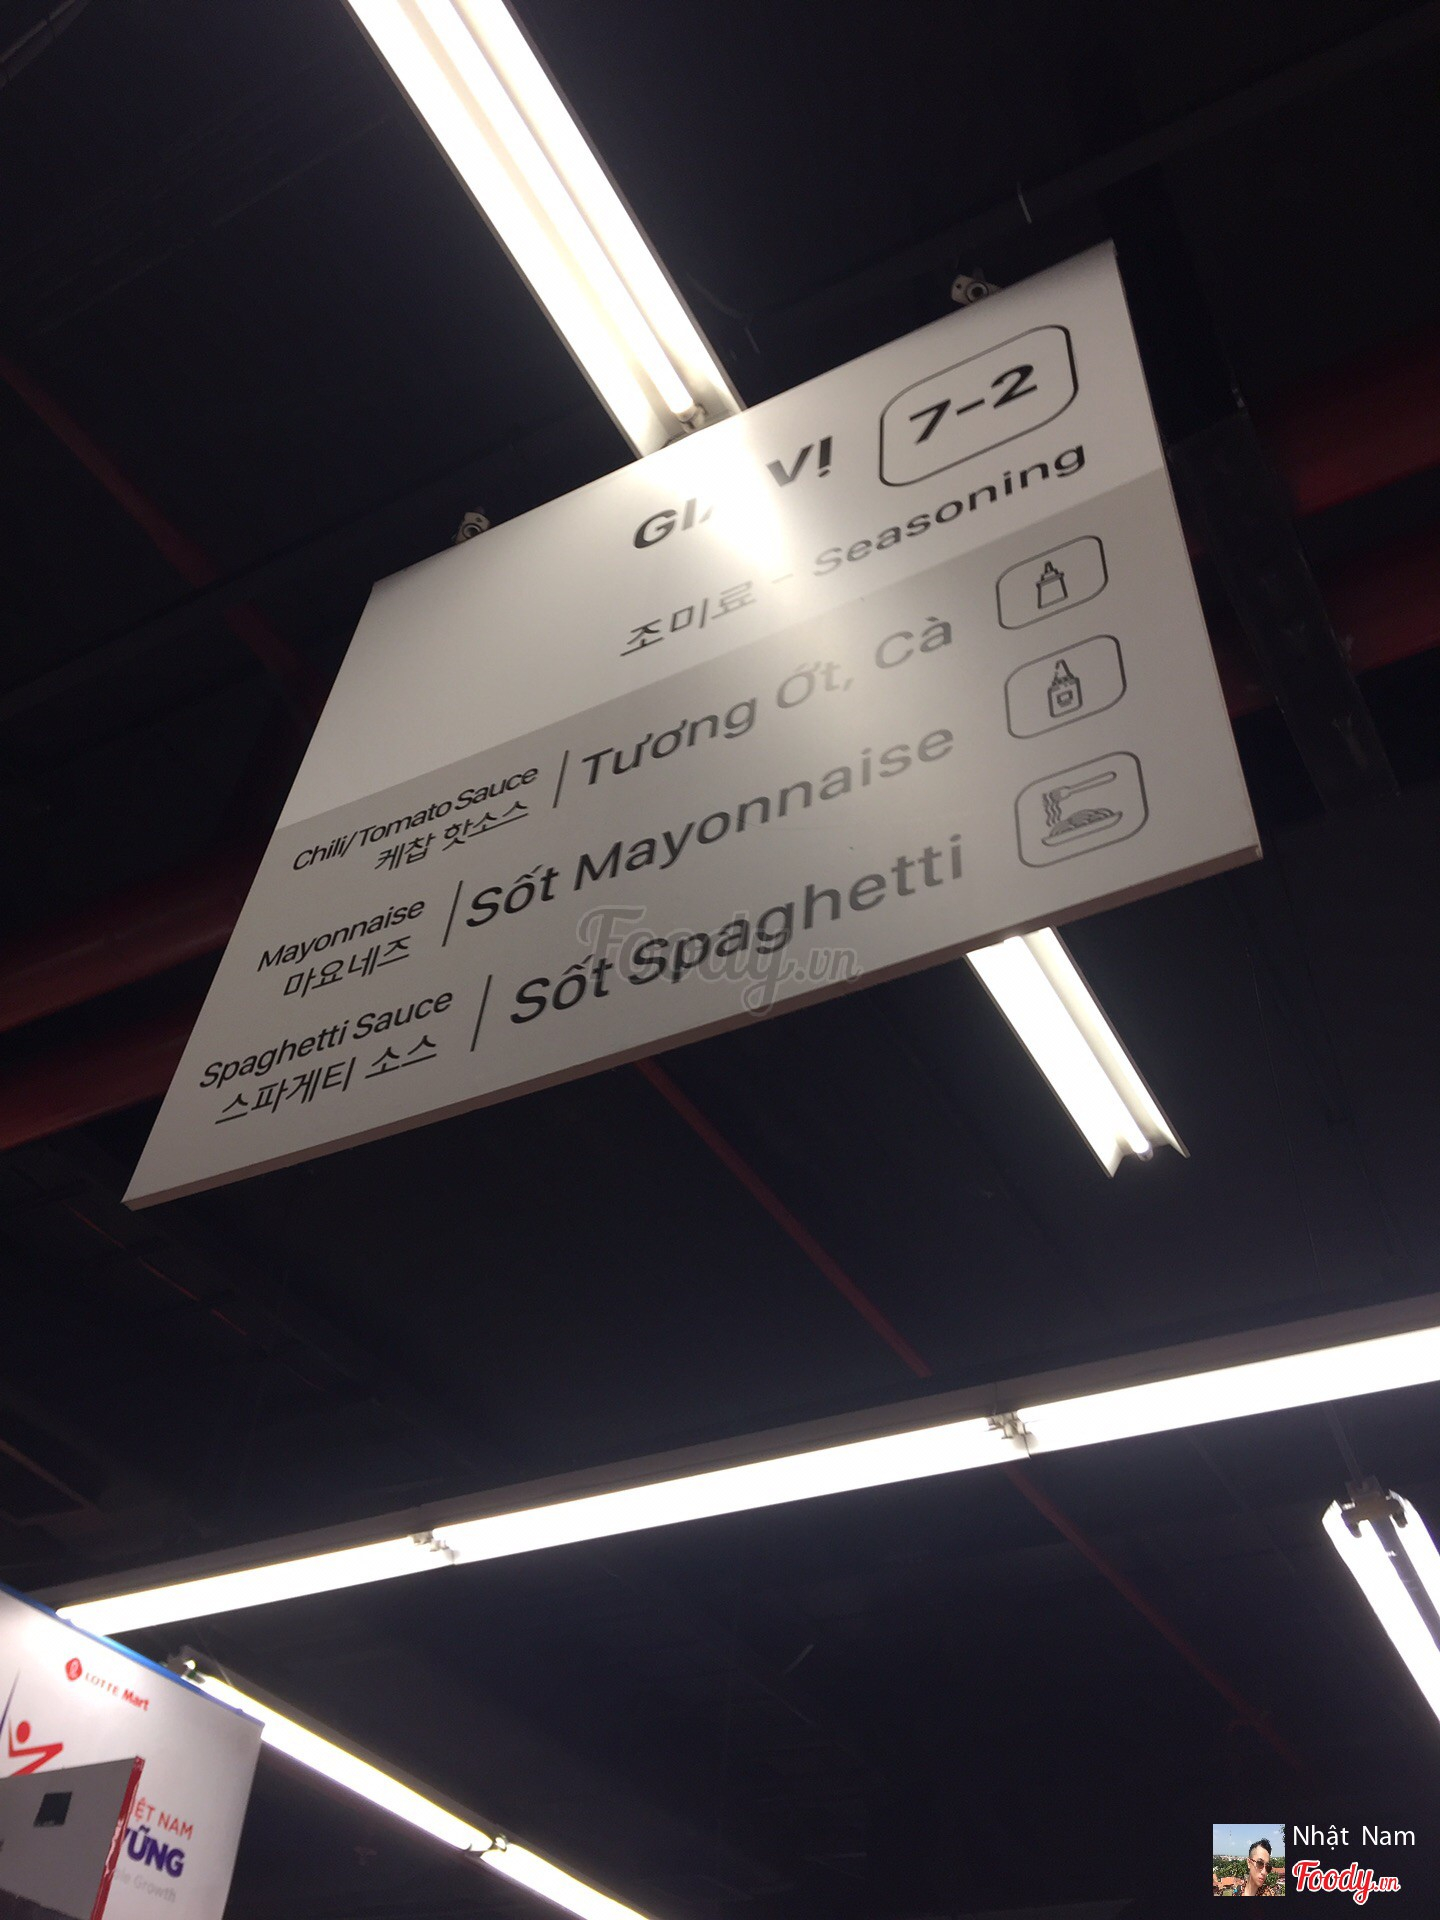 7-2
VỊ
조미료 - Seasoning
Chili/Tomato Sauce
케찹 핫소스
Tương Ớt, Cà
Mayonnaise
마요네즈
Sốt Mayonnaise
Spaghetti Sauce
스파게티 소스
Sốt Spaghetti
Foody.vn
LOTTE Mart
NAM
Growth
Nhật Nam
Foody.vn